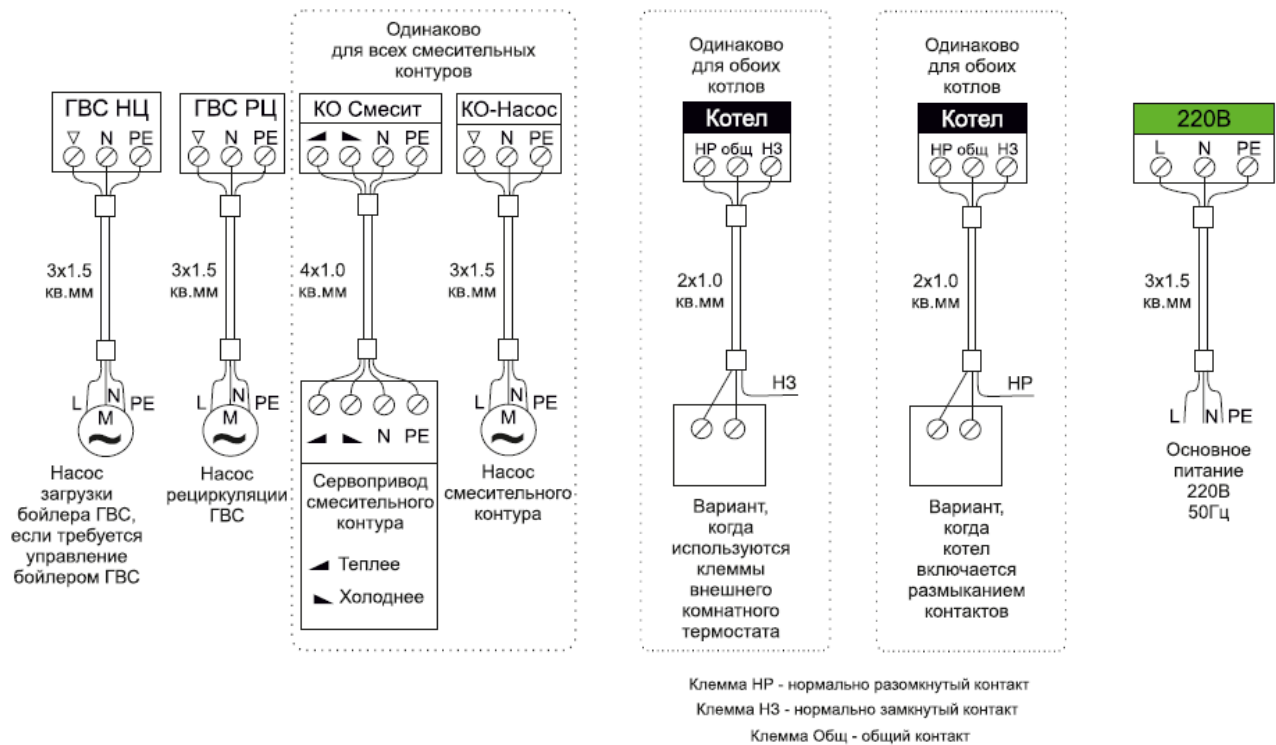 Одинаково
для всех смесительных
контуров
ГВС НЦ
▽ N PE
3x1.5
кв.мм
L N PE
M
Насос
загрузки
бойлера ГВС,
если требуется
управление
бойлером ГВС
ГВС РЦ
▽ N PE
3x1.5
кв.мм
L N PE
M
Насос
рециркуляции
ГВС
КО Смесит
N PE
4x1.0
кв.мм
N PE
Сервопривод
смесительного
контура
Теплее
Холоднее
КО-Насос
▽ N PE
3x1.5
кв.мм
L N PE
M
Насос
смесительного
контура
Одинаково
для обоих
котлов
Котел
НР общ НЗ
2x1.0
кв.мм
НЗ
Вариант,
когда
используются
клеммы
внешнего
комнатного
термостата
Одинаково
для обоих
котлов
Котел
НР общ НЗ
2x1.0
кв.мм
НР
Вариант,
когда
котел
включается
размыканием
контактов
220В
L N PE
3x1.5
кв.мм
L N PE
Основное
питание
220В
50Гц
Клемма НР - нормально разомкнутый контакт
Клемма НЗ - нормально замкнутый контакт
Клемма Общ - общий контакт